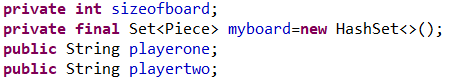 private int sizeofboard;
private final Set<Piece> myboard=new HashSet<>();
public String playerone;
public String playertwo;